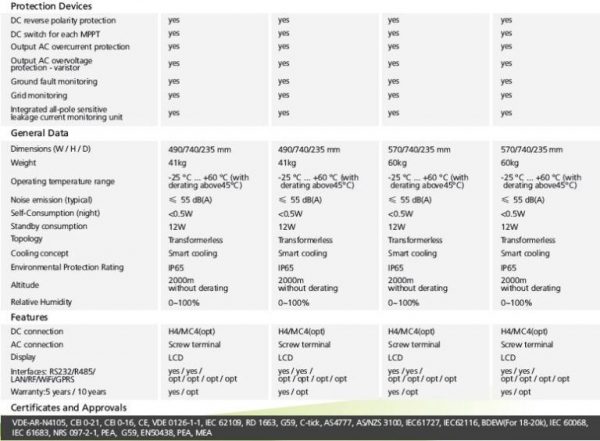 Protection Devices
DC reverse polarity protection yes yes yes yes
DC switch for each MPPT yes yes yes yes
Output AC overcurrent protection yes yes yes yes
Output AC overvoltage
protection - varistor yes yes yes yes
Ground fault monitoring yes yes yes yes
Grid monitoring yes yes yes yes
Integrated all-pole sensitive
leakage current monitoring unit yes yes yes yes
General Data
Dimensions (W / H / D) 490/740/235 mm 490/740/235 mm 570/740/235 mm 570/740/235 mm
Weight 41kg 41kg 60kg 60kg
Operating temperature range -25 °C ... +60 °C (with -25 °C ... +60 °C (with -25 °C ... +60 °C (with -25 °C ... +60 °C (with
derating above45°C) derating above45°C) derating above45°C) derating above45°C)
Noise emission (typical) ≤ 55 dB(A) ≤ 55 dB(A) ≤ 55 dB(A) ≤ 55 dB(A)
Self-Consumption (night) <0.5W <0.5W <0.5W <0.5W
Standby consumption 12W 12W 12W 12W
Topology Transformerless Transformerless Transformerless Transformerless
Cooling concept Smart cooling Smart cooling Smart cooling Smart cooling
Environmental Protection Rating IP65 IP65 IP65 IP65
Altitude 2000m 2000m 2000m 2000m
without derating without derating without derating without derating
Relative Humidity 0~100% 0~100% 0~100% 0~100%
Features
DC connection H4/MC4(opt) H4/MC4(opt) H4/MC4(opt) H4/MC4(opt)
AC connection Screw terminal Screw terminal Screw terminal Screw terminal
Display LCD LCD LCD LCD
Interfaces: RS232/R485/ yes / yes / yes / yes / yes / yes / yes / yes /
LAN/RF/WiFi/GPRS opt / opt / opt / opt opt / opt / opt / opt opt / opt / opt / opt opt / opt / opt / opt
Warranty:5 years / 10 years yes / opt yes / opt yes / opt yes / opt
Certificates and Approvals
VDE-AR-N4105, CEI 0-21, CEI 0-16, CE, VDE 0126-1-1, IEC 62109, RD 1663, G59, C-tick, AS4777, AS/NZS 3100, IEC61727, IEC62116, BDEW(For 18-20k), IEC 60068,
IEC 61683, NRS 097-2-1, PEA, G59, EN50438, PEA, MEA